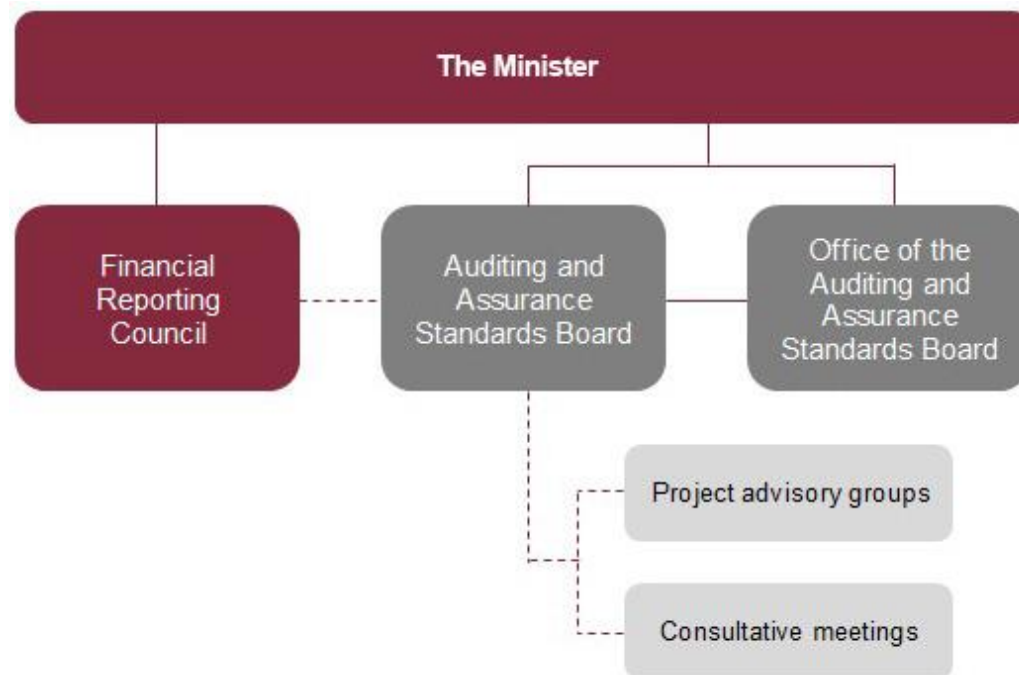 The Minister
Financial
Reporting
Council
Auditing and
Assurance
Standards Board
Office of the
Auditing and
Assurance
Standards Board
Project advisory groups
Consultative meetings